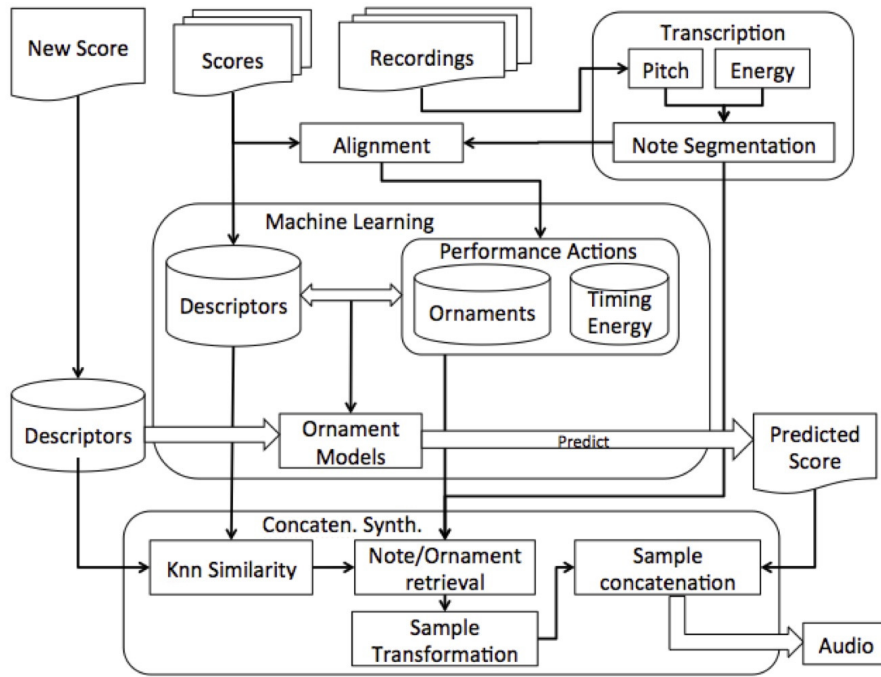 New Score
Scores
Recordings
Transcription
Pitch
Energy
Note Segmentation
Alignment
Machine Learning
Descriptors
Performance Actions
Ornaments
Timing
Energy
Descriptors
Ornament
Models
Predict
Predicted
Score
Concaten. Synth.
Knn Similarity
Note/Ornament
retrieval
Sample
concatenation
Sample
Transformation
Audio